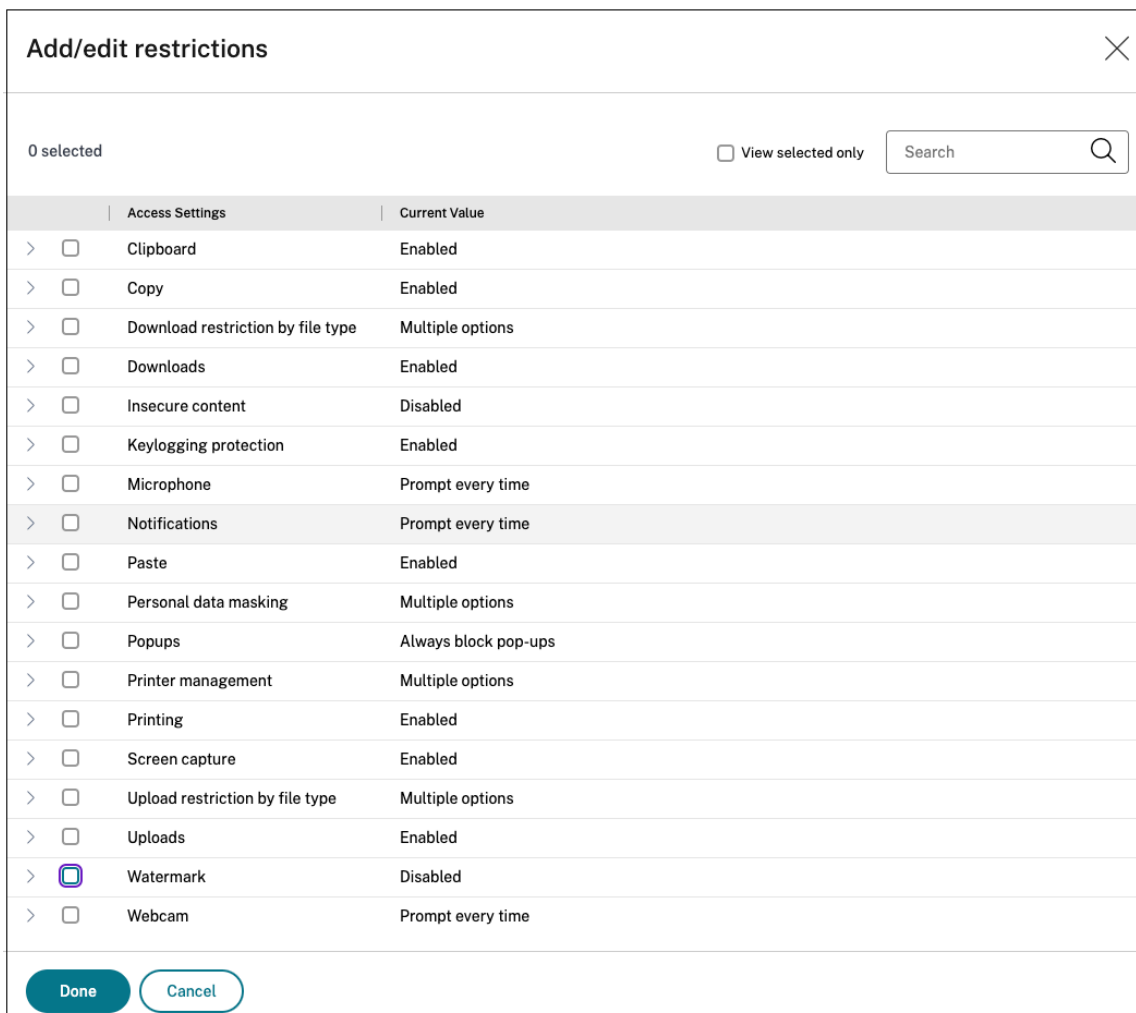 Add/edit restrictions
0 selected
View selected only
Search
Access Settings Current Value
Clipboard Enabled
Copy Enabled
Download restriction by file type Multiple options
Downloads Enabled
Insecure content Disabled
Keylogging protection Enabled
Microphone Prompt every time
Notifications Prompt every time
Paste Enabled
Personal data masking Multiple options
Popups Always block pop-ups
Printer management Multiple options
Printing Enabled
Screen capture Enabled
Upload restriction by file type Multiple options
Uploads Enabled
Watermark Disabled
Webcam Prompt every time
Done Cancel